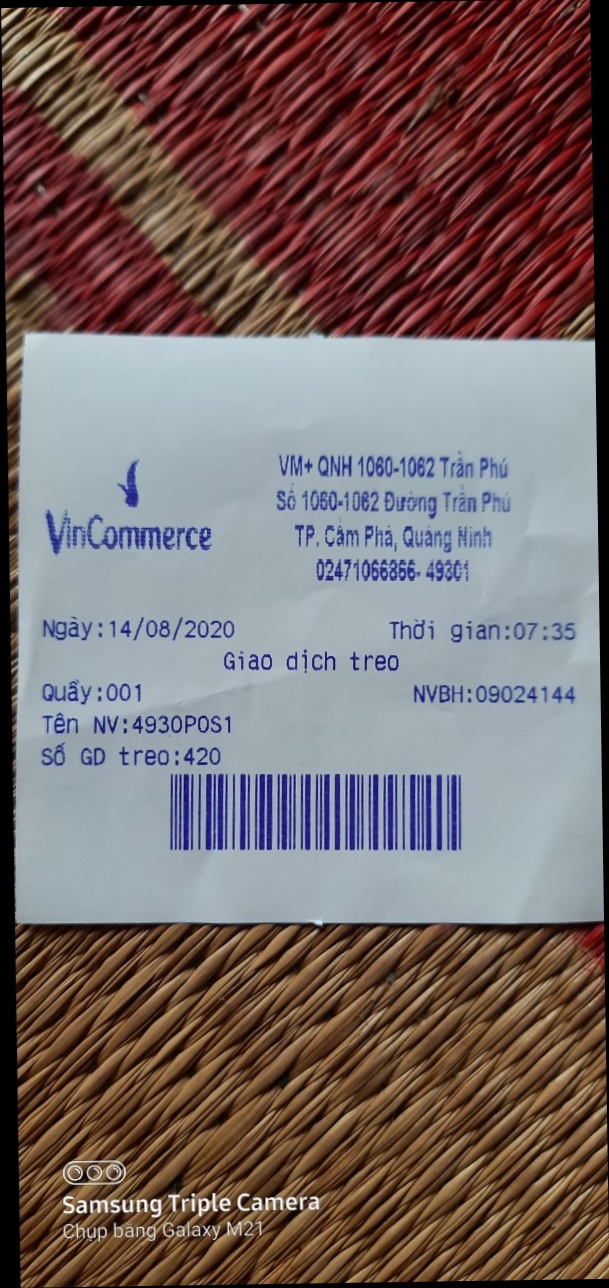 VinCommerce
VM+ QNH 1060-1062 Trần Phú
Số 1060-1062 Đường Trần Phú
TP. Cẩm Phả, Quảng Ninh
02471066866- 49301
Ngày:14/08/2020 Thời gian:07:35
Giao dịch treo
Quầy:001 NVBH:09024144
Tên NV:4930POS1
Số GD treo:420
Samsung Triple Camera
Chụp bằng Galaxy M21